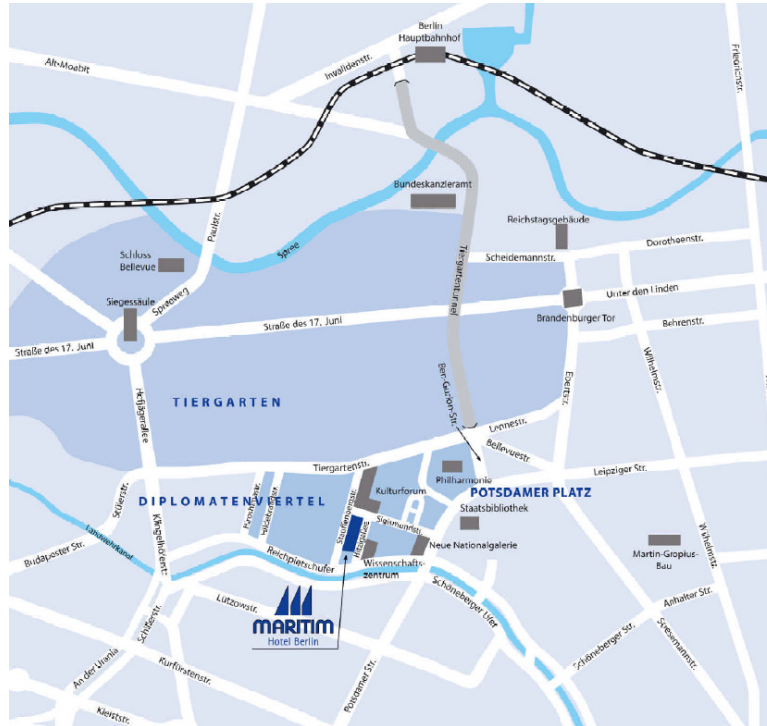 Berlin
Hauptbahnhof
Alt-Moabit
Invalidenstr.
Friedrichstr.
Bundeskanzleramt
Reichstagsgebäude
Paulstr.
Dorotheenstr.
Schloss
Bellevue
Spree
Scheidemannstr.
Tiergartentunnel
Siegessäule
Spreeweg
Unter den Linden
Straße des 17. Juni
Brandenburger Tor
Behrenstr.
Straße des 17. Juni
Hofjägerallee
Ben-Gurion-Str.
Ebertstr.
Wilhelmstr.
TIERGARTEN
Lennestr.
Bellevuestr.
Tiergartenstr.
Philharmonie
Leipziger Str.
Stülerstr.
DIPLOMATENVIERTEL
Kulturforum
POTSDAMER PLATZ
Staatsbibliothek
Klingelhöferstr.
Stauffenbergstr.
Hitzigallee
Sigismundstr.
Landwehrkanal
Budapester Str.
Reichpietschufer
Neue Nationalgalerie
Wissenschafts-
zentrum
Martin-Gropius-
Bau
Wilhelmstr.
Schöneberger Ufer
Lützowstr.
MARITIM
Hotel Berlin
Schillstr.
An der Urania
Kurfürstenstr.
Kleiststr.
Potsdamer Str.
Schöneberger Str.
Anhalter Str.
Stresemannstr.